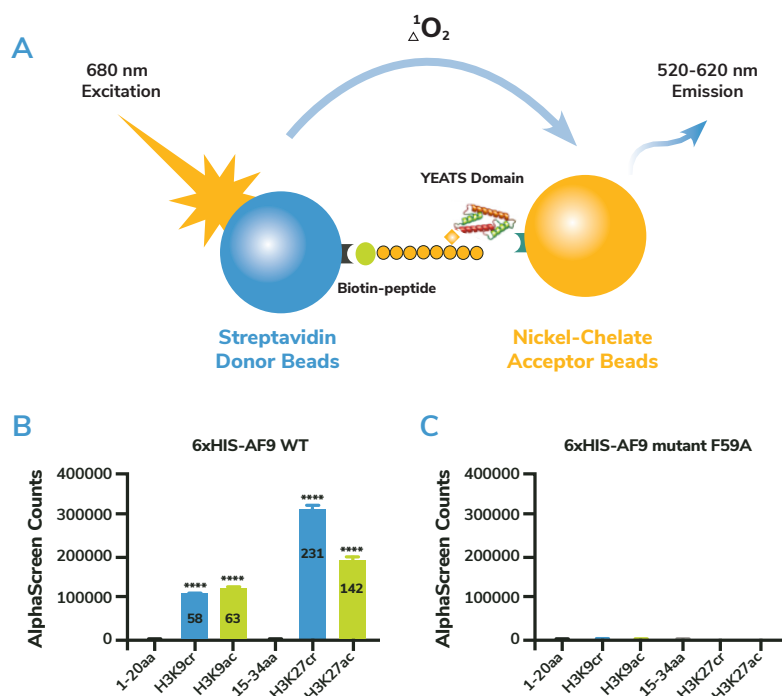 A
1
△O2
680 nm
Excitation
520-620 nm
Emission
YEATS Domain
Biotin-peptide
Streptavidin
Donor Beads
Nickel-Chelate
Acceptor Beads
B
6xHIS-AF9 WT
AlphaScreen Counts
400000
300000
200000
100000
0
****
58
****
63
****
231
****
142
1-20aa
H3K9cr
H3K9ac
15-34aa
H3K27cr
H3K27ac
C
6xHIS-AF9 mutant F59A
AlphaScreen Counts
400000
300000
200000
100000
0
1-20aa
H3K9cr
H3K9ac
15-34aa
H3K27cr
H3K27ac